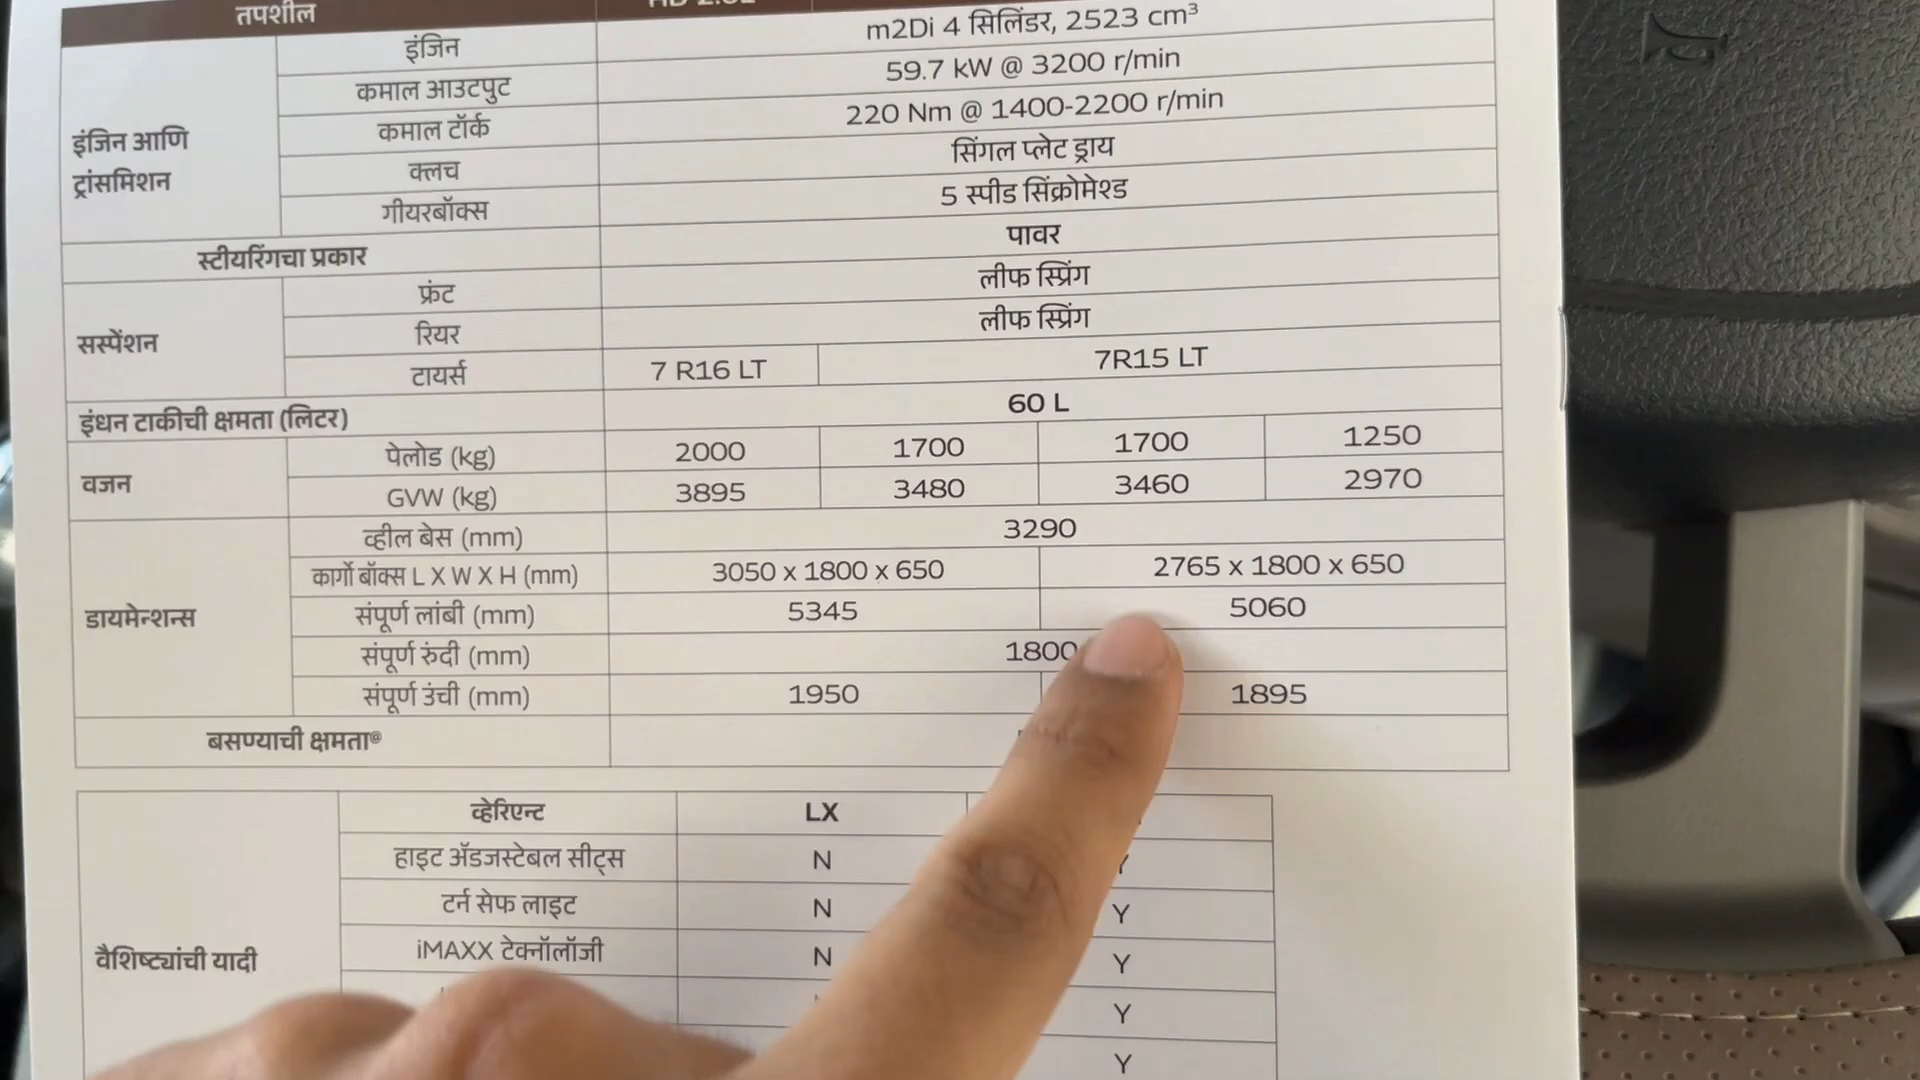 तपशील
इंजिन आणि
ट्रांसमिशन
इंजिन m2Di 4 सिलिंडर, 2523 cm³
कमाल आउटपुट 59.7 kW @ 3200 r/min
कमाल टॉर्क 220 Nm @ 1400-2200 r/min
क्लच सिंगल प्लेट ड्राय
गीयरबॉक्स 5 स्पीड सिंक्रोमेश्ड
स्टीयरिंगचा प्रकार पावर
सस्पेंशन
फ्रंट लीफ स्प्रिंग
रियर लीफ स्प्रिंग
टायर्स 7 R16 LT 7R15 LT
इंधन टाकीची क्षमता (लिटर) 60 L
वजन
पेलोड (kg) 2000 1700 1700 1250
GVW (kg) 3895 3480 3460 2970
डायमेन्शन्स
व्हील बेस (mm) 3290
कार्गो बॉक्स L X W X H (mm) 3050 x 1800 x 650 2765 x 1800 x 650
संपूर्ण लांबी (mm) 5345 5060
संपूर्ण रुंदी (mm) 1800
संपूर्ण उंची (mm) 1950 1895
बसण्याची क्षमता@
वैशिष्ट्यांची यादी
व्हेरिएन्ट LX
हाइट ॲडजस्टेबल सीट्स N Y
टर्न सेफ लाइट N Y
iMAXX टेक्नॉलॉजी N Y
Y
Y